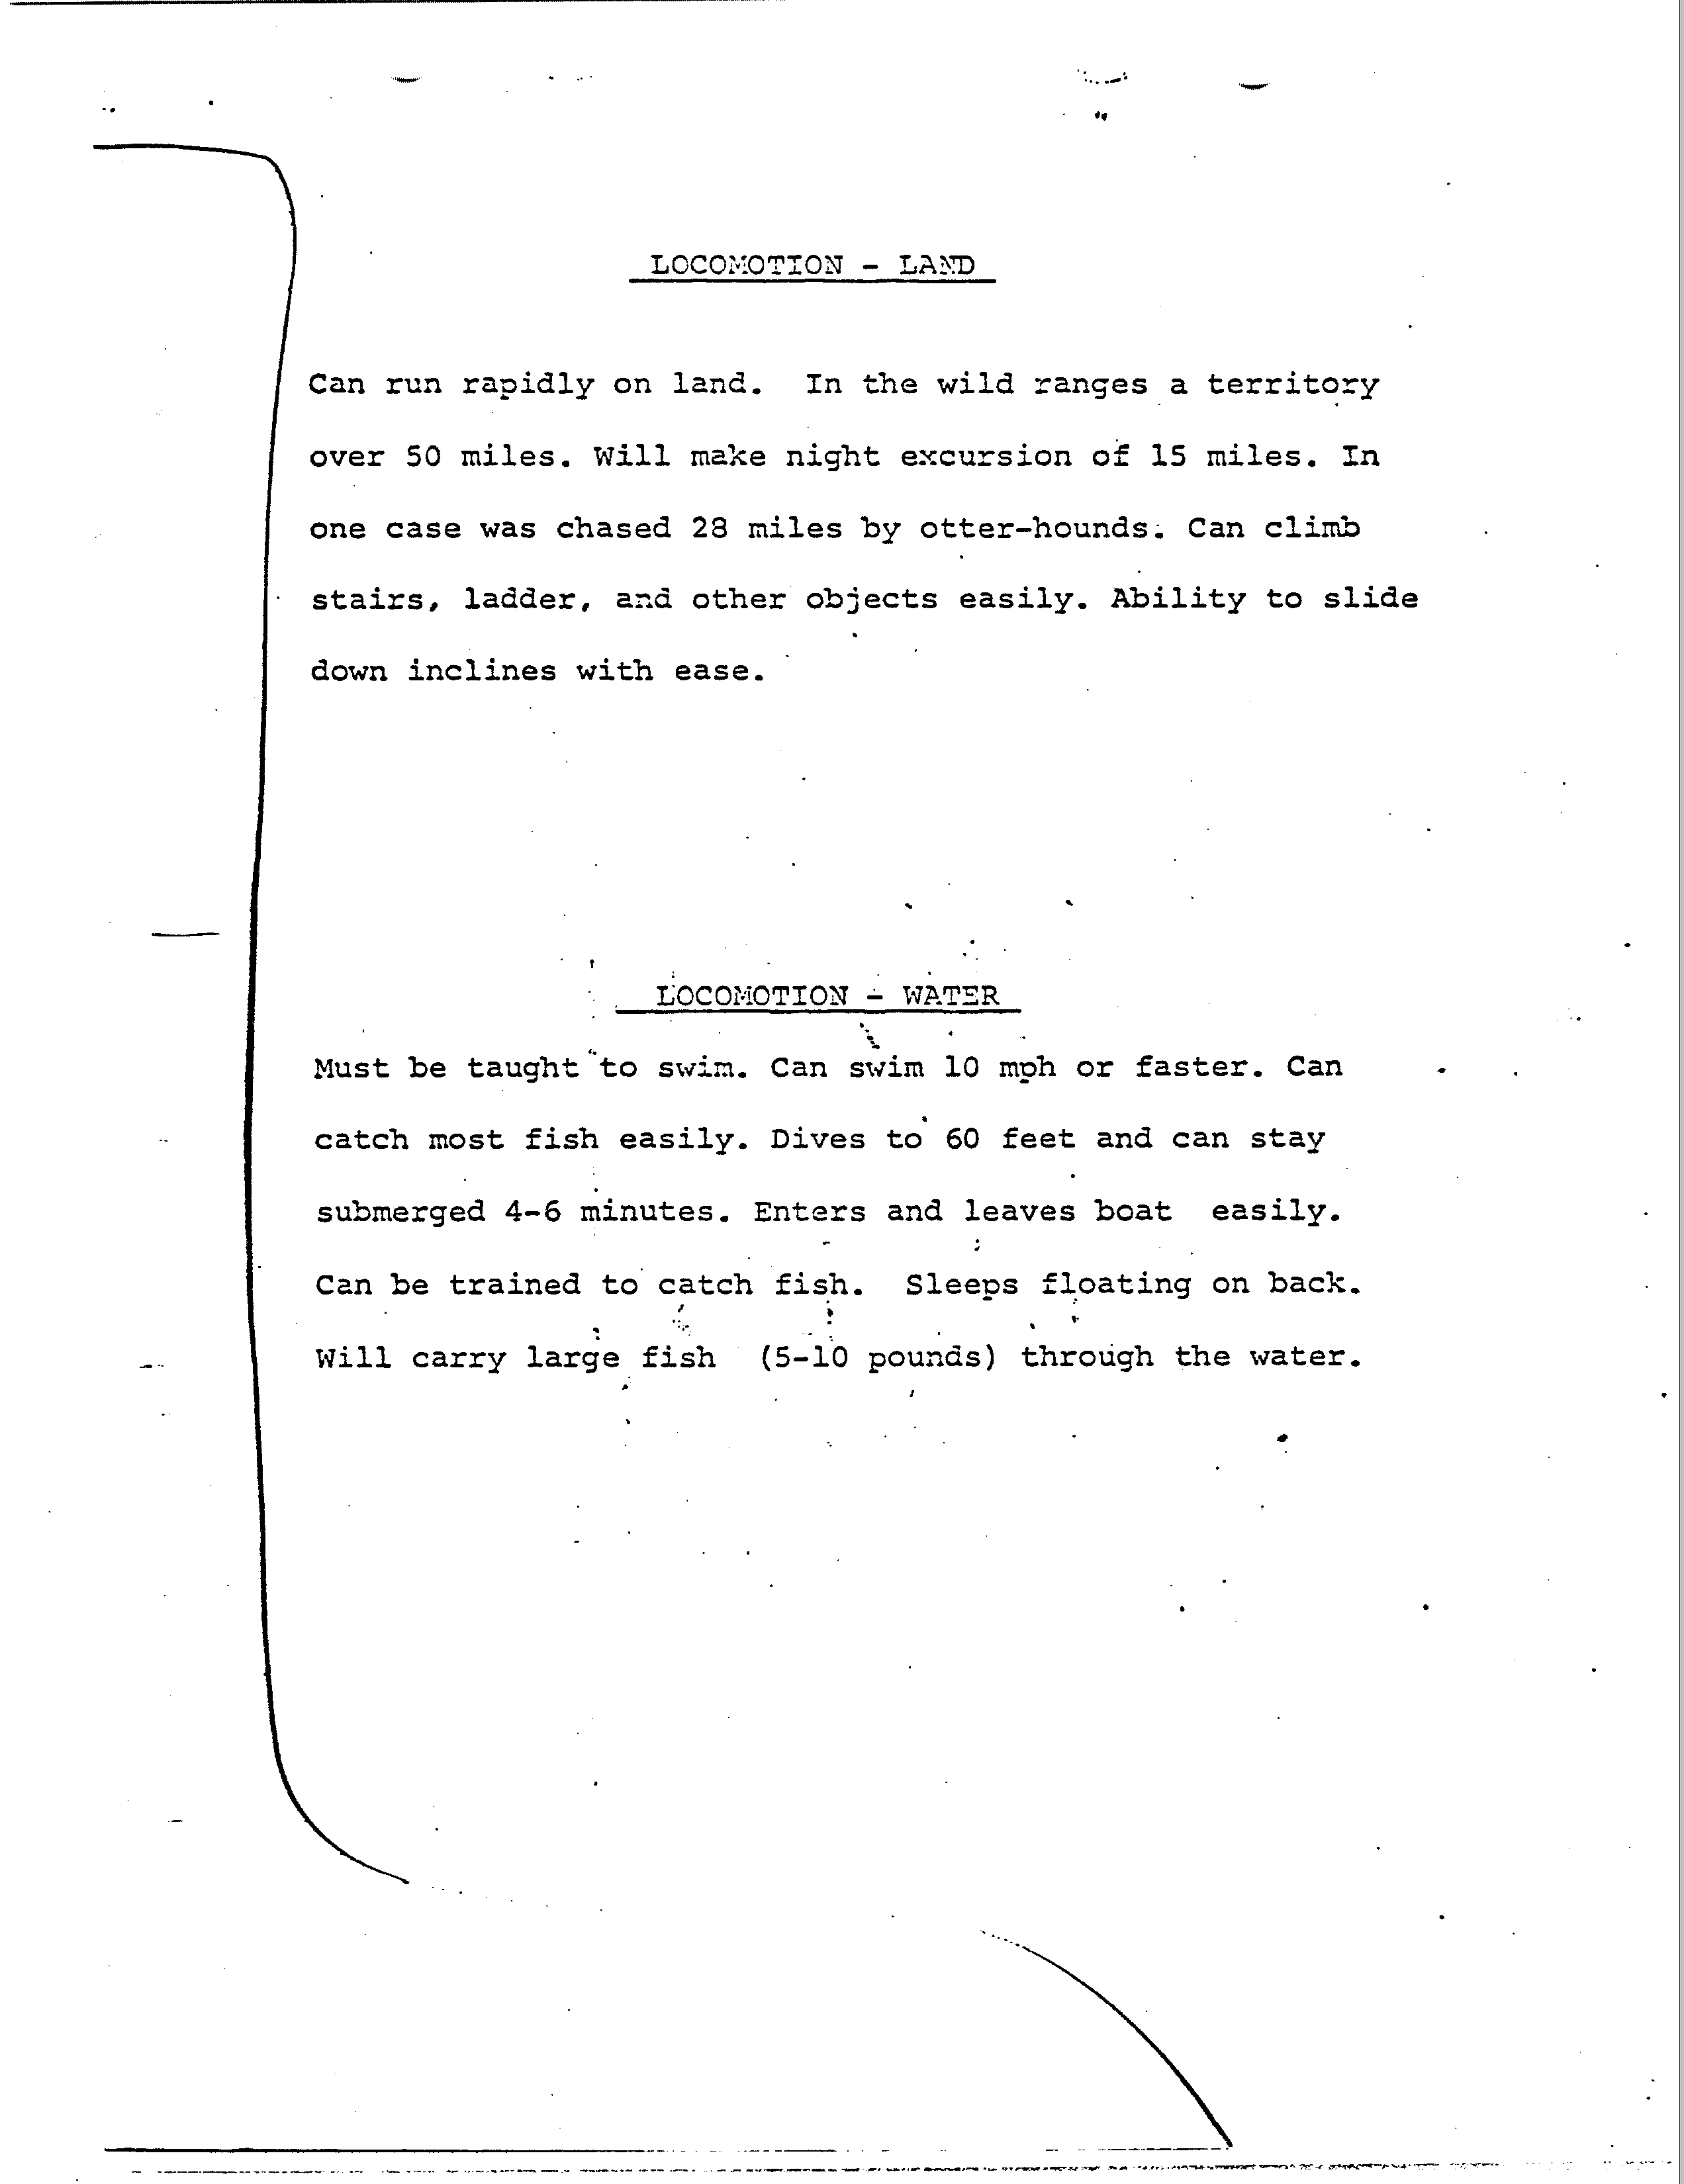 LOCOMOTION - LAND
Can run rapidly on land. In the wild ranges a territory
over 50 miles. Will make night excursion of 15 miles. In
one case was chased 28 miles by otter-hounds. Can climb
stairs, ladder, and other objects easily. Ability to slide
down inclines with ease.
LOCOMOTION - WATER
Must be taught to swim. Can swim 10 mph or faster. Can
catch most fish easily. Dives to 60 feet and can stay
submerged 4-6 minutes. Enters and leaves boat easily.
Can be trained to catch fish. Sleeps floating on back.
Will carry large fish (5-10 pounds) through the water.